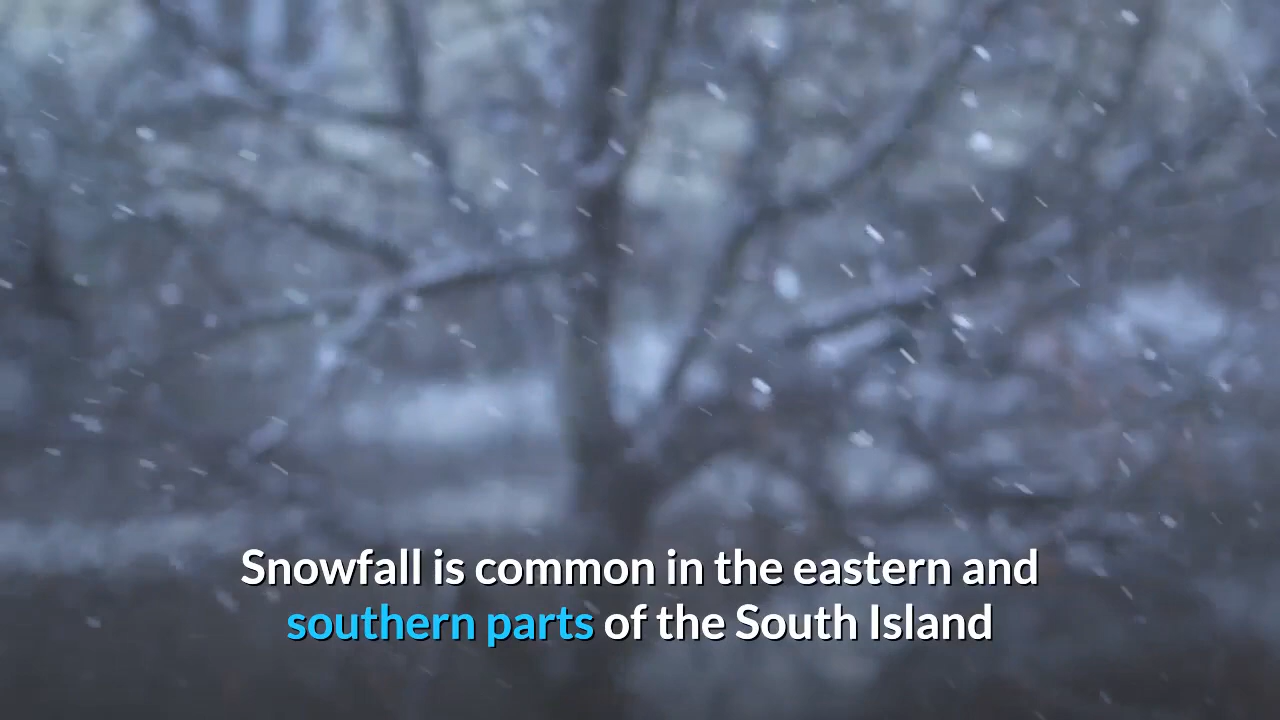 Snowfall is common in the eastern and
southern parts of the South Island